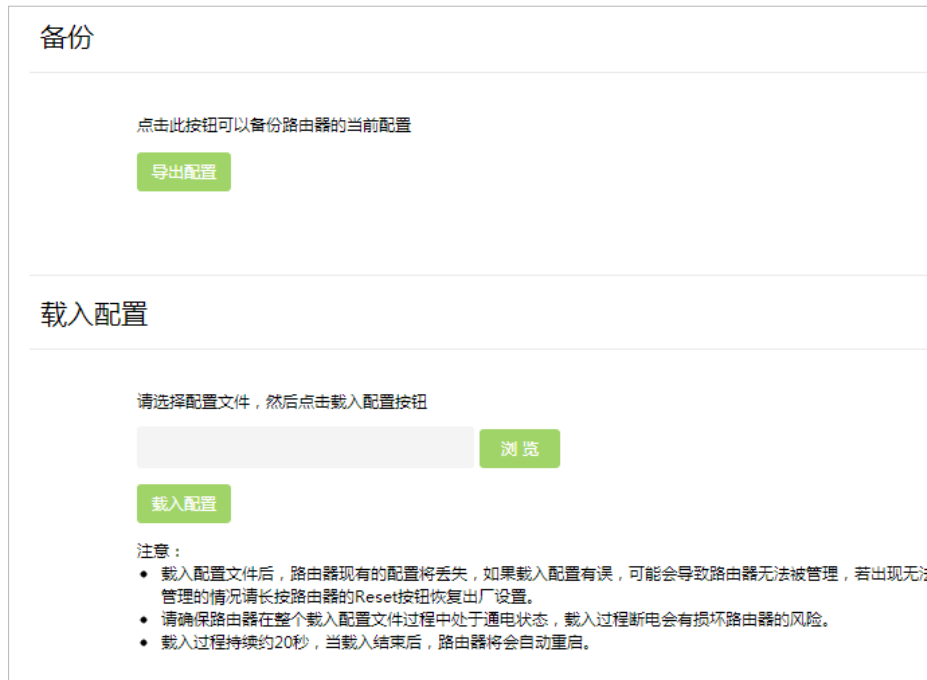 备份
点击此按钮可以备份路由器的当前配置
导出配置
载入配置
请选择配置文件，然后点击载入配置按钮
浏 览
载入配置
注意：
• 载入配置文件后，路由器现有的配置将丢失，如果载入配置有误，可能会导致路由器无法被管理，若出现无法
管理的情况请长按路由器的Reset按钮恢复出厂设置。
• 请确保路由器在整个载入配置文件过程中处于通电状态，载入过程断电会有损坏路由器的风险。
• 载入过程持续约20秒，当载入结束后，路由器将会自动重启。